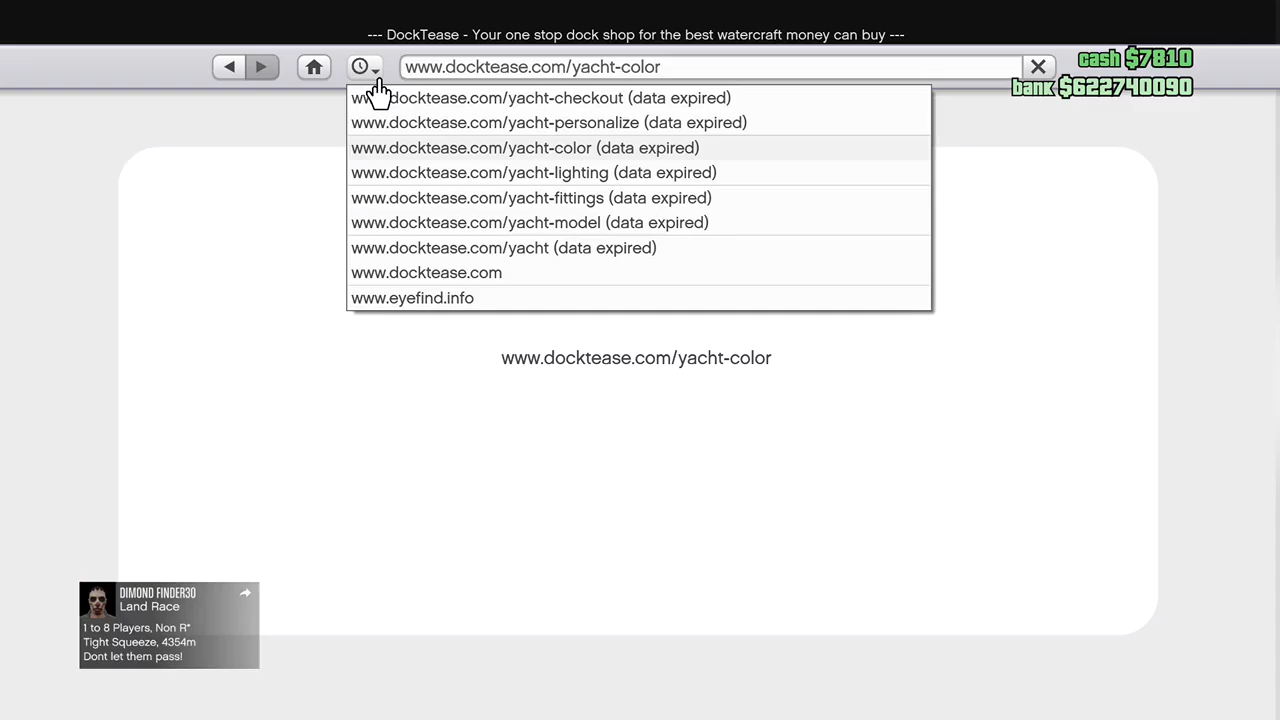 --- DockTease - Your one stop dock shop for the best watercraft money can buy ---
www.docktease.com/yacht-color
cash $7810
bank $622740090
www.docktease.com/yacht-checkout (data expired)
www.docktease.com/yacht-personalize (data expired)
www.docktease.com/yacht-color (data expired)
www.docktease.com/yacht-lighting (data expired)
www.docktease.com/yacht-fittings (data expired)
www.docktease.com/yacht-model (data expired)
www.docktease.com/yacht (data expired)
www.docktease.com
www.eyefind.info
www.docktease.com/yacht-color
DIMOND FINDER30
Land Race
1 to 8 Players, Non R*
Tight Squeeze, 4354m
Dont let them pass!